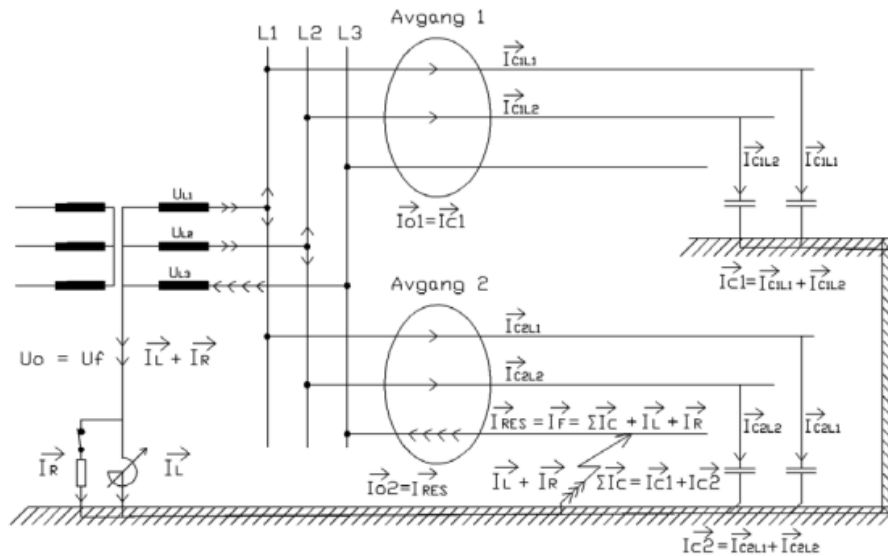 Avgang 1
L1 L2 L3
IC1L1
IC1L2
IC1L2 IC1L1
UL1
UL2
UL3
Io1=IC1
IC1=IC1L1+IC1L2
Avgang 2
IC2L1
IC2L2
Uo = Uf IL + IR
IRES=IF=ΣIC+IL+IR
IC2L2 IC2L1
IR IL
Io2=IRES
IL + IR ΣIC=IC1+IC2
IC2=IC2L1+IC2L2